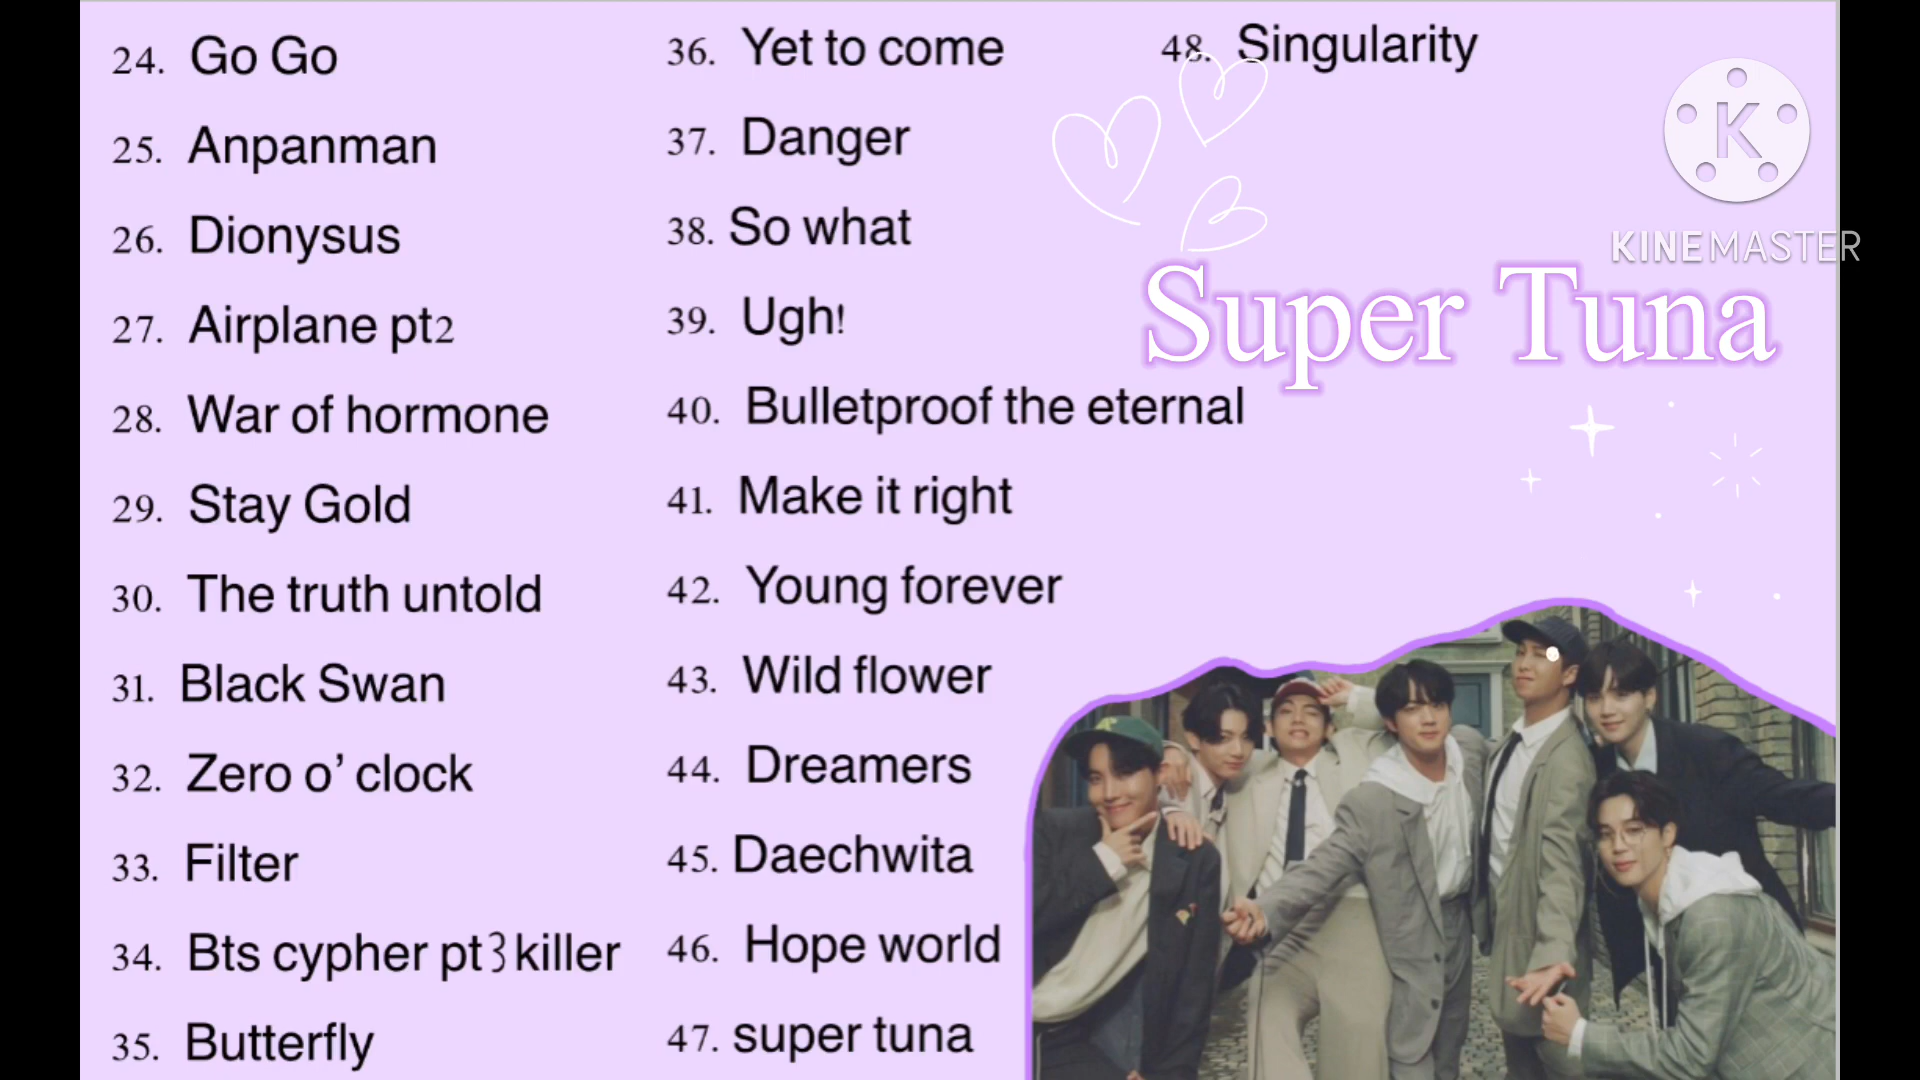 24. Go Go
25. Anpanman
26. Dionysus
27. Airplane pt2
28. War of hormone
29. Stay Gold
30. The truth untold
31. Black Swan
32. Zero o’ clock
33. Filter
34. Bts cypher pt 3 killer
35. Butterfly
36. Yet to come
37. Danger
38. So what
39. Ugh!
40. Bulletproof the eternal
41. Make it right
42. Young forever
43. Wild flower
44. Dreamers
45. Daechwita
46. Hope world
47. super tuna
48. Singularity
K
KINEMASTER
Super Tuna